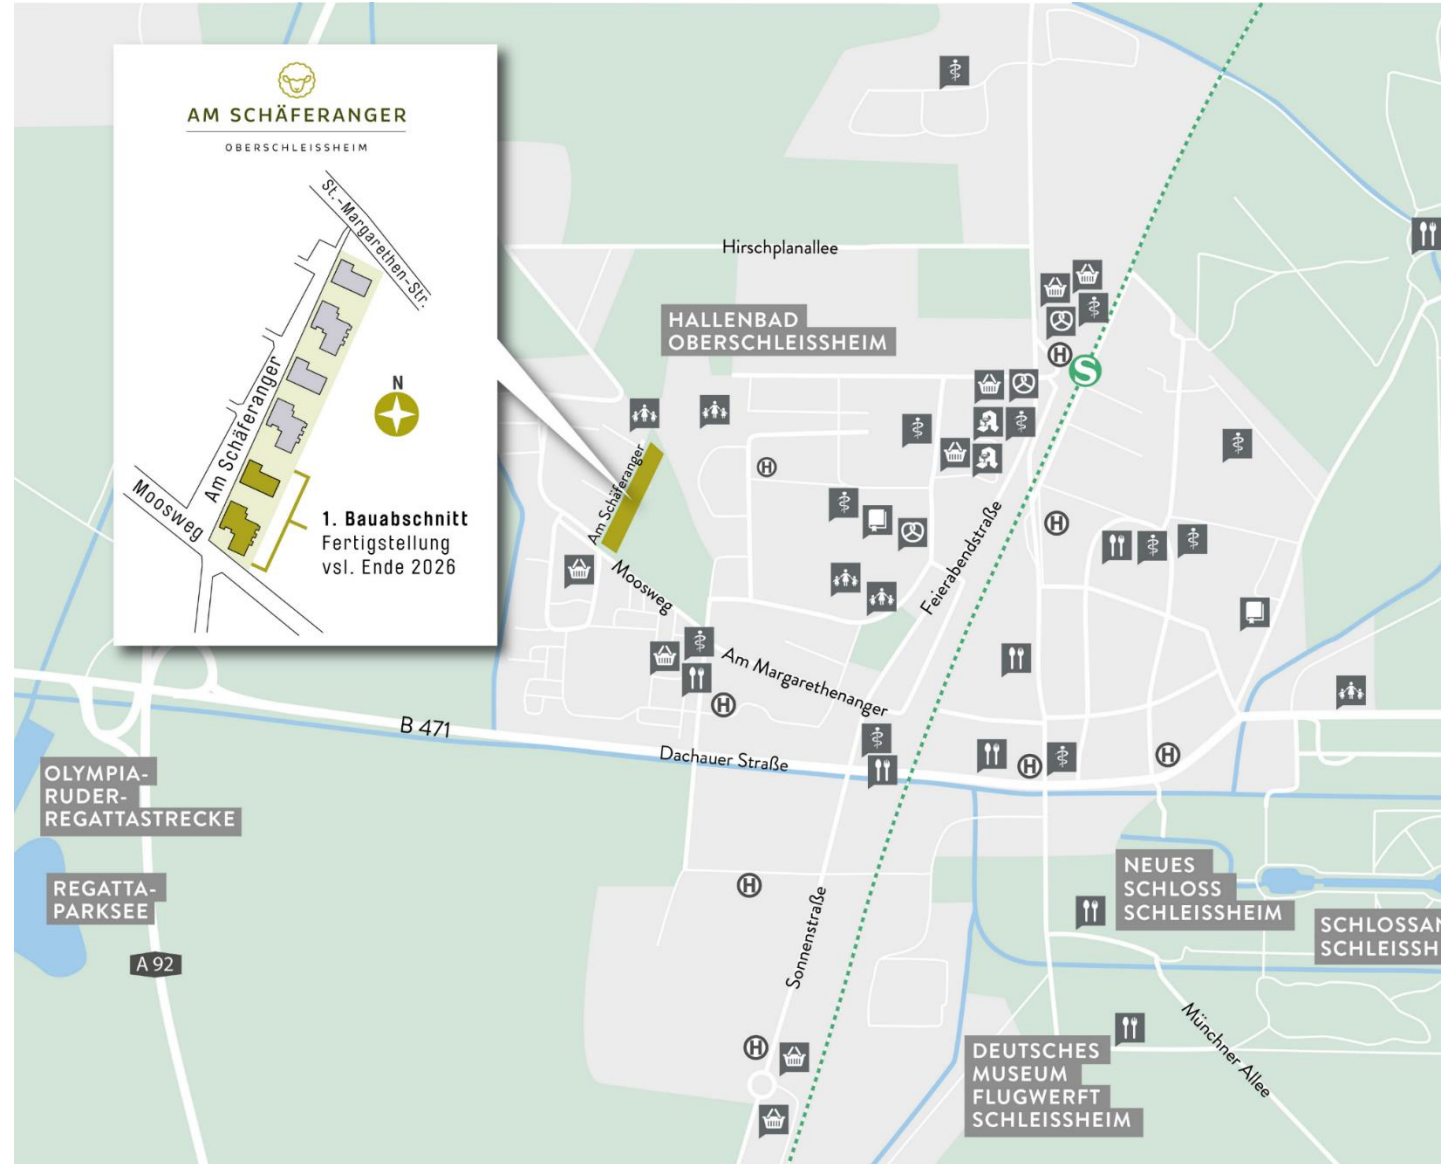 AM SCHÄFERANGER
OBERSCHLEISSHEIM
St.-Margarethen-Str.
Am Schäferanger
N
Moosweg
1. Bauabschnitt
Fertigstellung
vsl. Ende 2026
Hirschplanallee
HALLENBAD
OBERSCHLEISSHEIM
H
S
H
Am Schäferanger
H
Feierabendstraße
Moosweg
Am Margarethenanger
H
B 471
Dachauer Straße
H
H
OLYMPIA-
RUDER-
REGATTASTRECKE
REGATTA-
PARKSEE
A 92
H
Sonnenstraße
NEUES
SCHLOSS
SCHLEISSHEIM
SCHLOSSAN
SCHLEISSH
Münchner Allee
H
DEUTSCHES
MUSEUM
FLUGWERFT
SCHLEISSHEIM